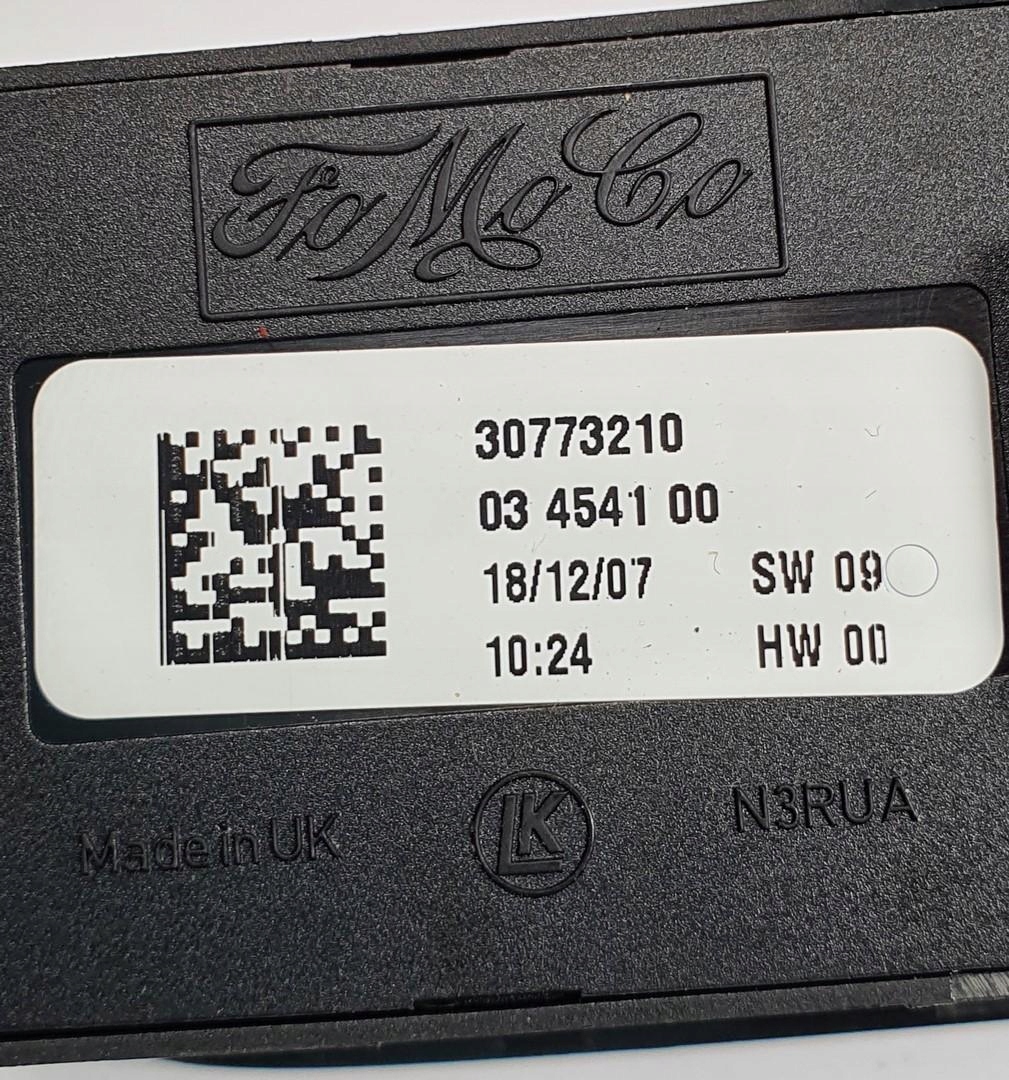 FoMoCo
30773210
03 4541 00
18/12/07 SW 09
10:24 HW 00
Made in UK LK N3RUA